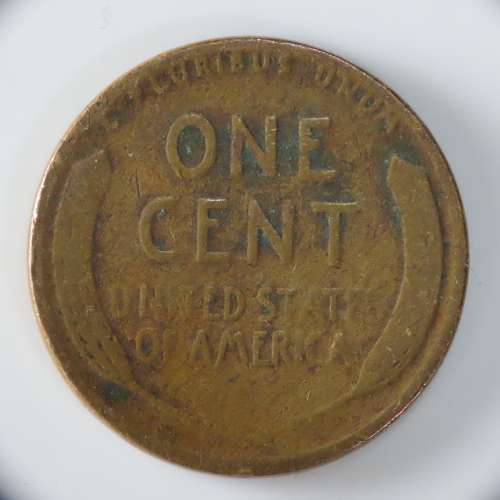 E PLURIBUS UNUM
ONE
CENT
UNITED STATES
OF AMERICA